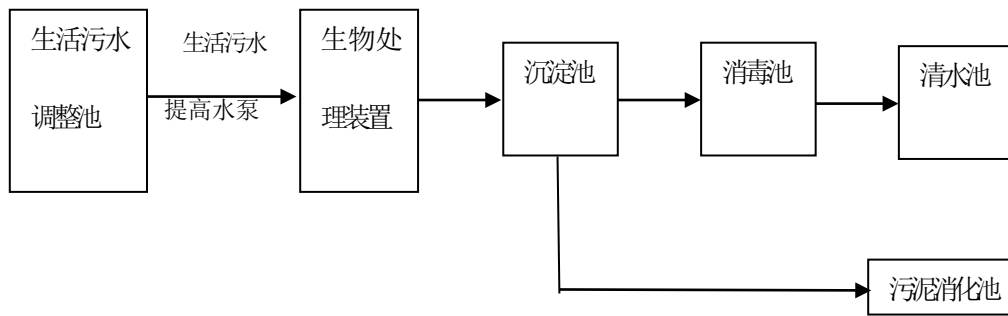 生活污水
调整池
生活污水
提高水泵
生物处
理装置
沉淀池
消毒池
清水池
污泥消化池